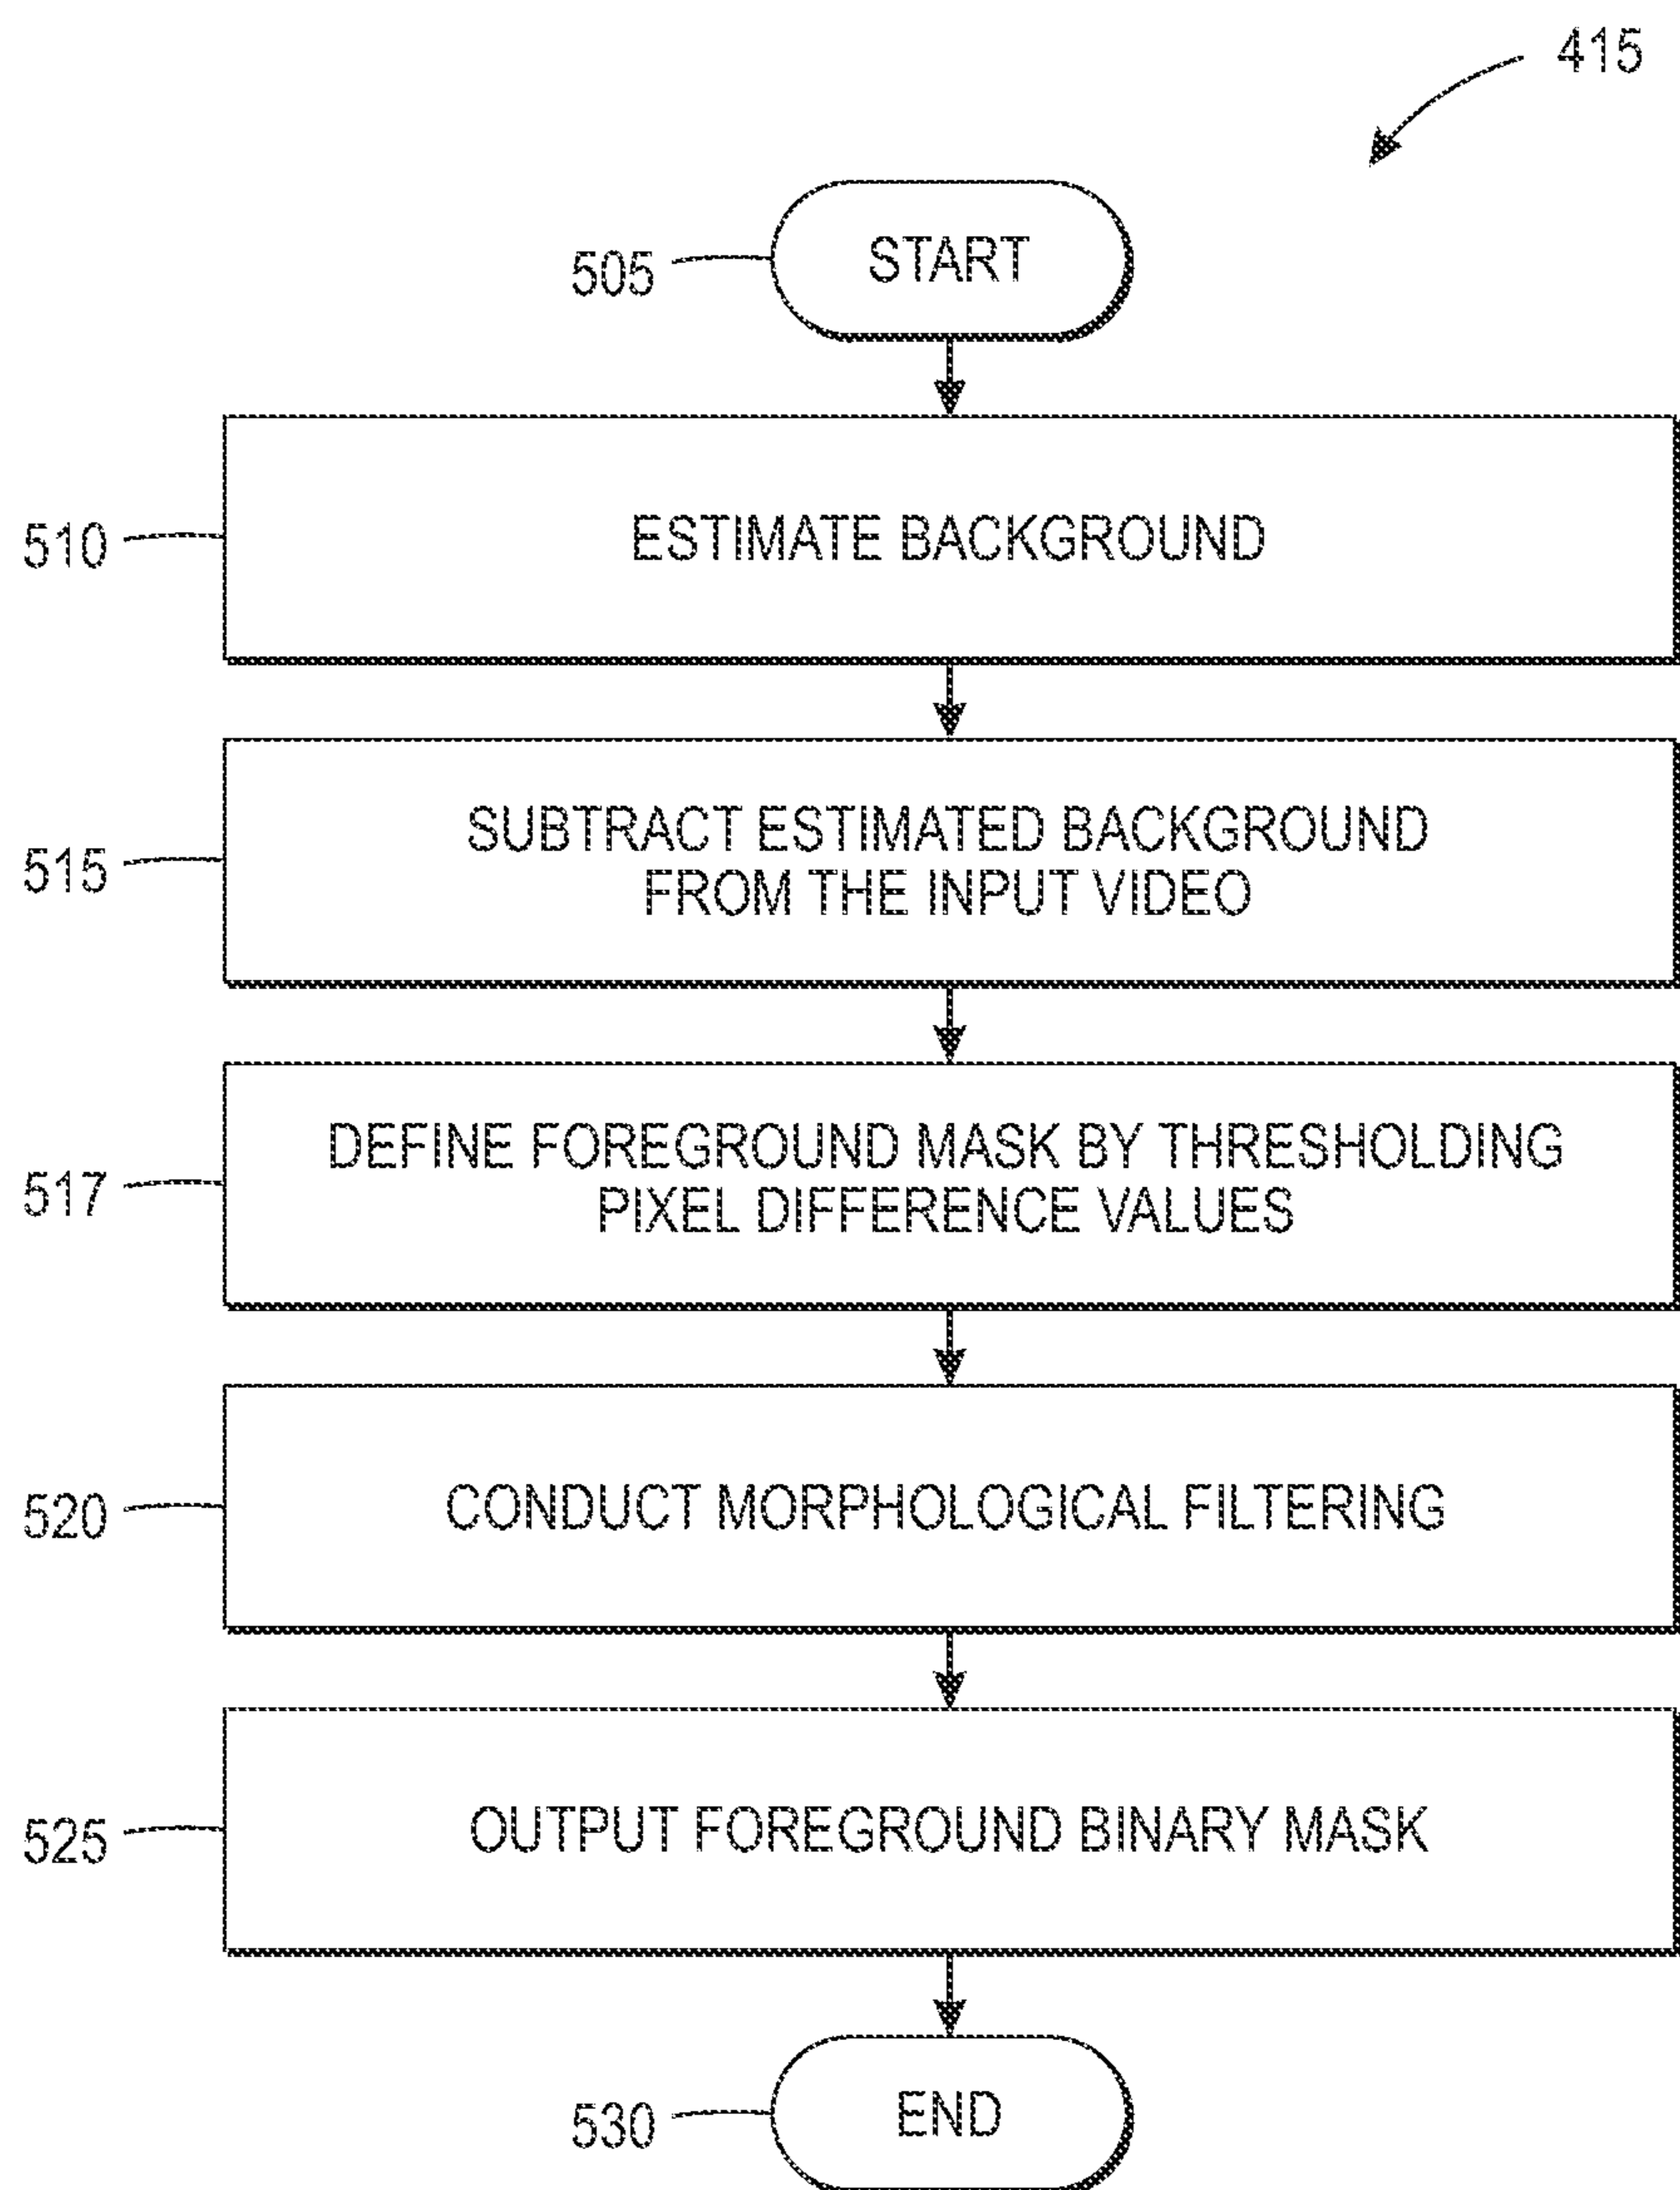 415
505
START
510
ESTIMATE BACKGROUND
515
SUBTRACT ESTIMATED BACKGROUND
FROM THE INPUT VIDEO
517
DEFINE FOREGROUND MASK BY THRESHOLDING
PIXEL DIFFERENCE VALUES
520
CONDUCT MORPHOLOGICAL FILTERING
525
OUTPUT FOREGROUND BINARY MASK
530
END